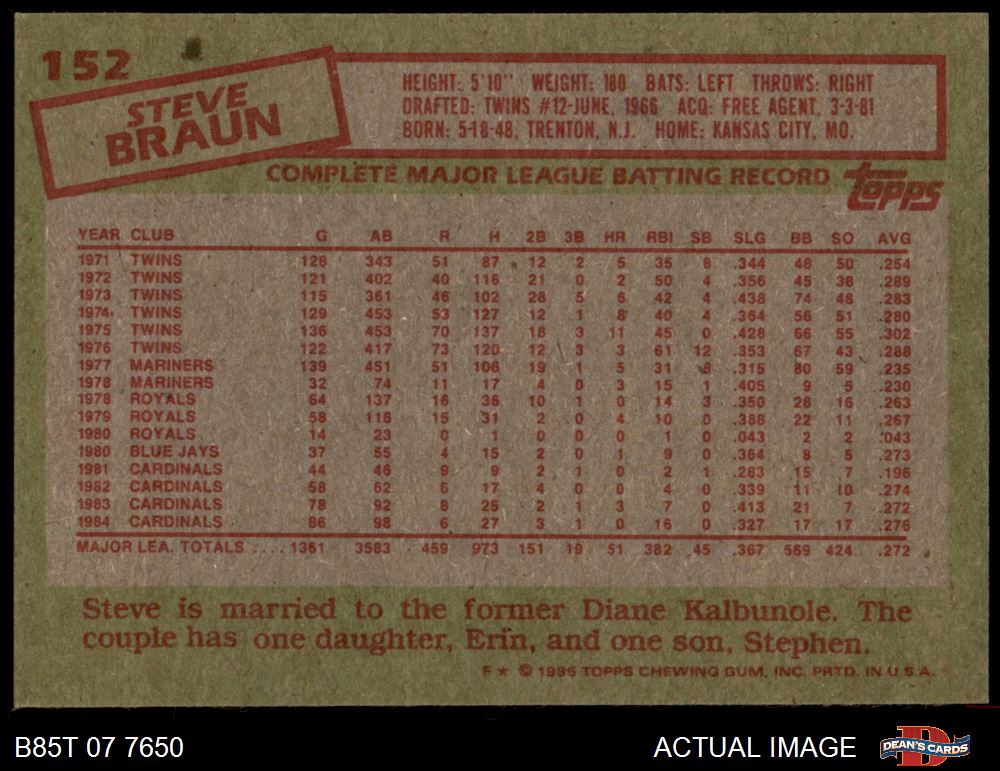 152
STEVE
BRAUN
HEIGHT: 5'10" WEIGHT: 180 BATS: LEFT THROWS: RIGHT
DRAFTED: TWINS #12-JUNE, 1966 ACQ: FREE AGENT, 3-3-81
BORN: 5-18-48, TRENTON, N.J. HOME: KANSAS CITY, MO.
COMPLETE MAJOR LEAGUE BATTING RECORD
topps
YEAR CLUB G AB R H 2B 3B HR RBI SB SLG BB SO AVG
1971 TWINS 128 343 51 87 12 2 5 35 8 .344 48 50 .254
1972 TWINS 121 402 40 116 21 0 2 50 4 .356 45 38 .289
1973 TWINS 115 361 46 102 28 5 6 42 4 .438 74 48 .283
1974 TWINS 129 453 53 127 12 1 8 40 4 .364 56 51 .280
1975 TWINS 136 453 70 137 18 3 11 45 0 .428 66 55 .302
1976 TWINS 122 417 73 120 12 3 3 61 12 .353 67 43 .288
1977 MARINERS 139 451 51 106 19 1 5 31 8 .315 80 59 .235
1978 MARINERS 32 74 11 17 4 0 3 15 1 .405 9 5 .230
1978 ROYALS 64 137 16 36 10 1 0 14 3 .350 28 16 .263
1979 ROYALS 58 116 15 31 2 0 4 10 0 .388 22 11 .267
1980 ROYALS 14 23 0 1 0 0 0 1 0 .043 2 2 .043
1980 BLUE JAYS 37 55 4 15 2 0 1 9 0 .364 8 5 .273
1981 CARDINALS 44 46 9 9 2 1 0 2 1 .283 15 7 .196
1982 CARDINALS 58 62 6 17 4 0 0 4 0 .339 11 10 .274
1983 CARDINALS 78 92 8 25 2 1 3 7 0 .413 21 7 .272
1984 CARDINALS 86 98 6 27 3 1 0 16 0 .327 17 17 .276
MAJOR LEA. TOTALS .... 1361 3583 459 973 151 19 51 382 45 .367 569 424 .272
Steve is married to the former Diane Kalbunole. The
couple has one daughter, Erin, and one son, Stephen.
F ★ © 1985 TOPPS CHEWING GUM, INC. PRTD. IN U.S.A.
B85T 07 7650
ACTUAL IMAGE
DEAN'S CARDS